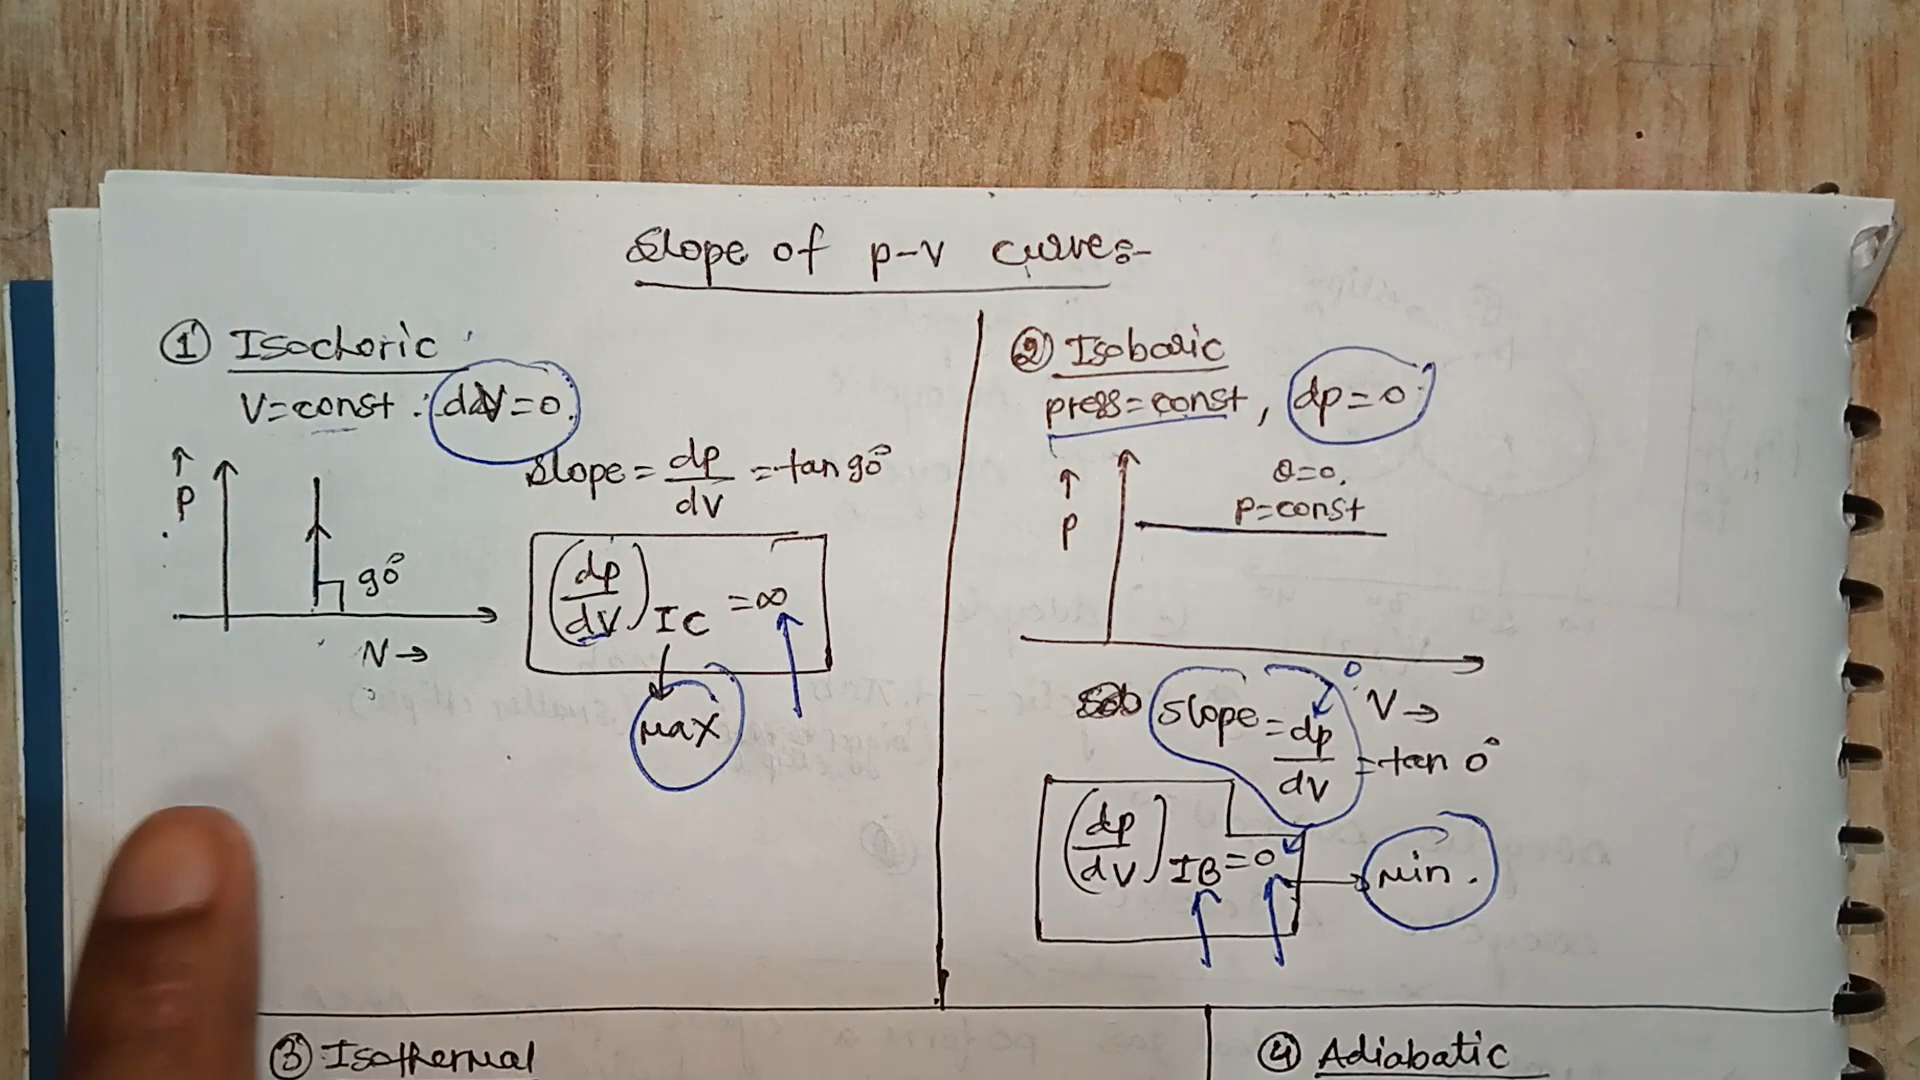 Slope of p-v curves:-
① Isochoric
V=const ∴ dV=0.
↑ P
90°
V→
Slope = dp/dV = tan 90°
(dp/dV) IC = ∞
Max
② Isobaric
press=const, dp=0
↑ P
θ=0.
P=const
V→
0
slope = dp/dV = tan 0°
(dp/dV) IB = 0 → Min.
③ Isothermal
④ Adiabatic